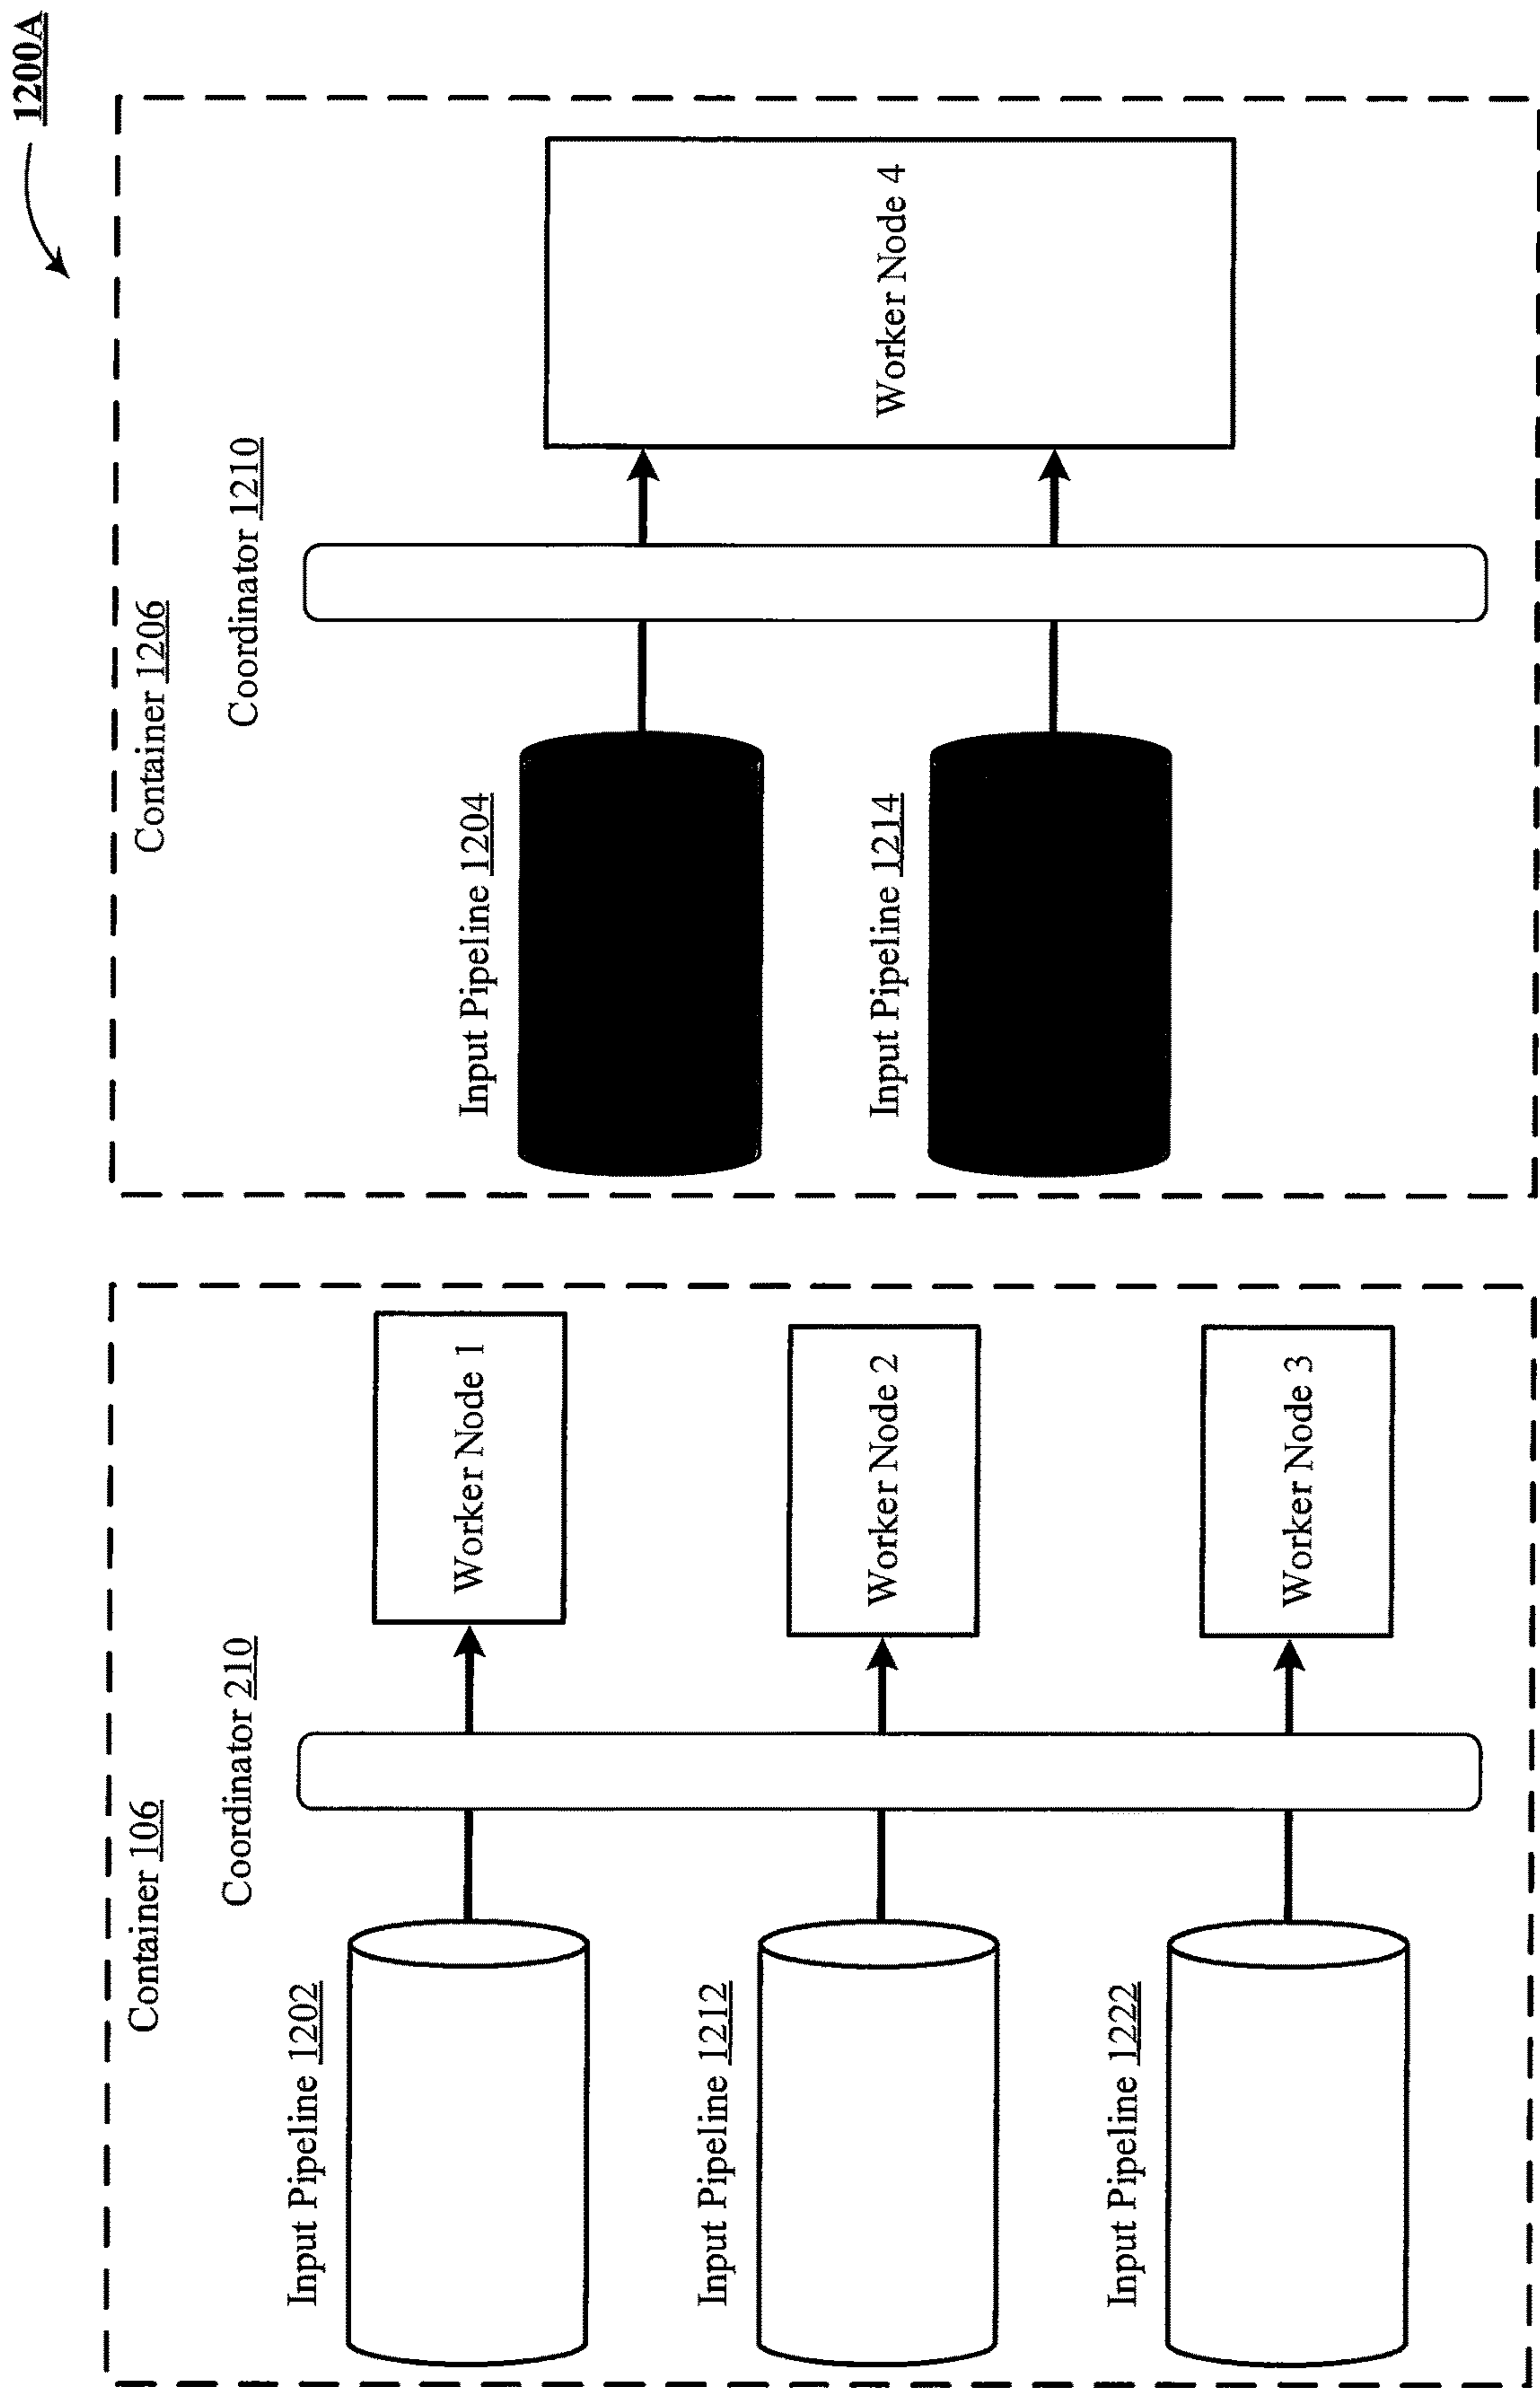 1200A
Container 106
Coordinator 210
Input Pipeline 1202
Worker Node 1
Input Pipeline 1212
Worker Node 2
Input Pipeline 1222
Worker Node 3
Container 1206
Coordinator 1210
Input Pipeline 1204
Input Pipeline 1214
Worker Node 4